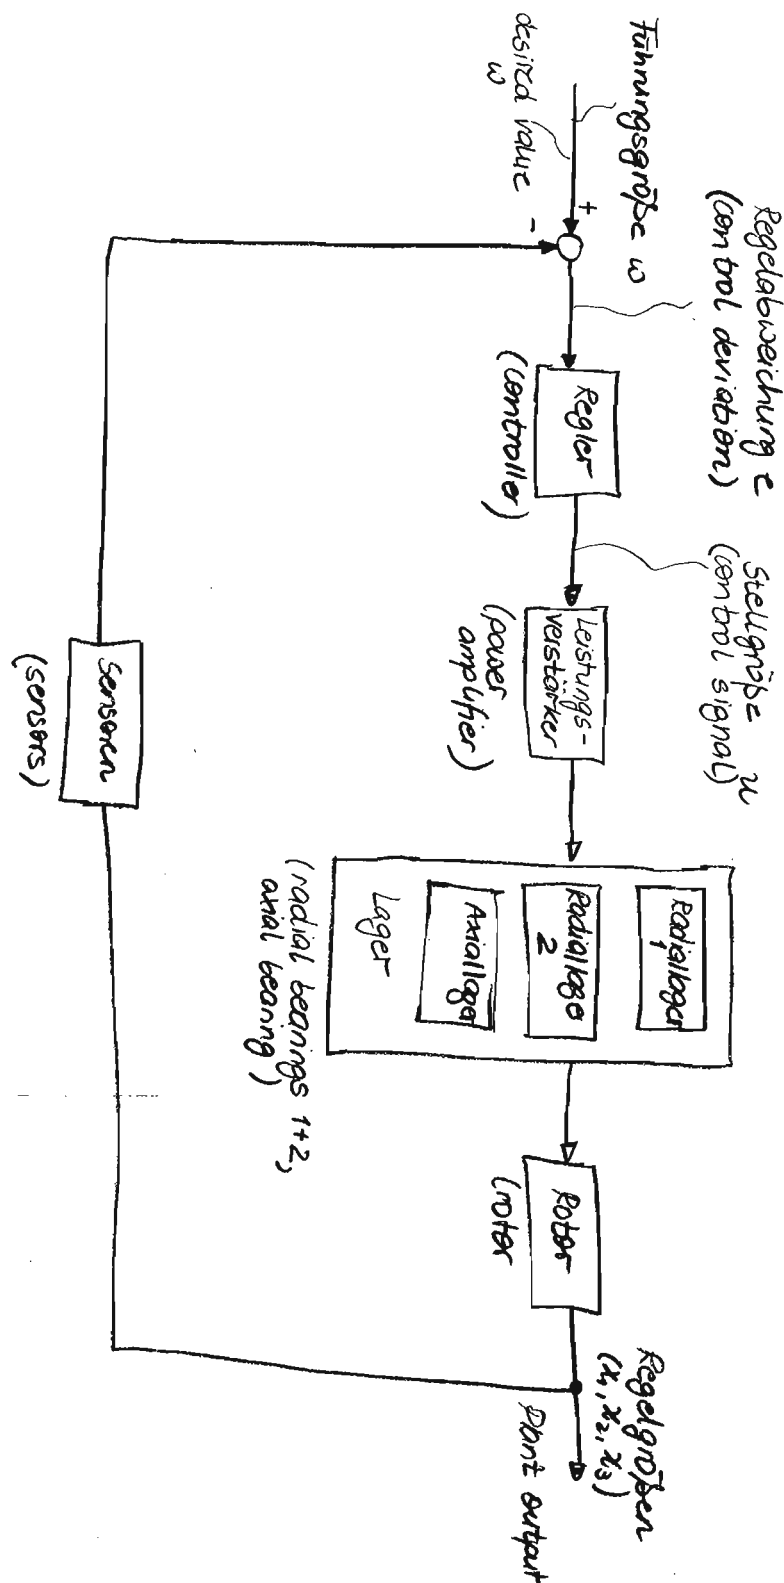 Führungsgröße w
desired value
w
+
-
Regelabweichung e
(control deviation)
Regler
(controller)
Stellgröße u
(control signal)
Leistungs-
verstärker
(power
amplifier)
Radiallager
1
Radiallage
2
Axiallager
Lager
(radial bearings 1+2,
axial bearing)
Rotor
(rotor
Regelgrößen
(x₁, x₂, x₃)
Plant output
Sensoren
(sensors)